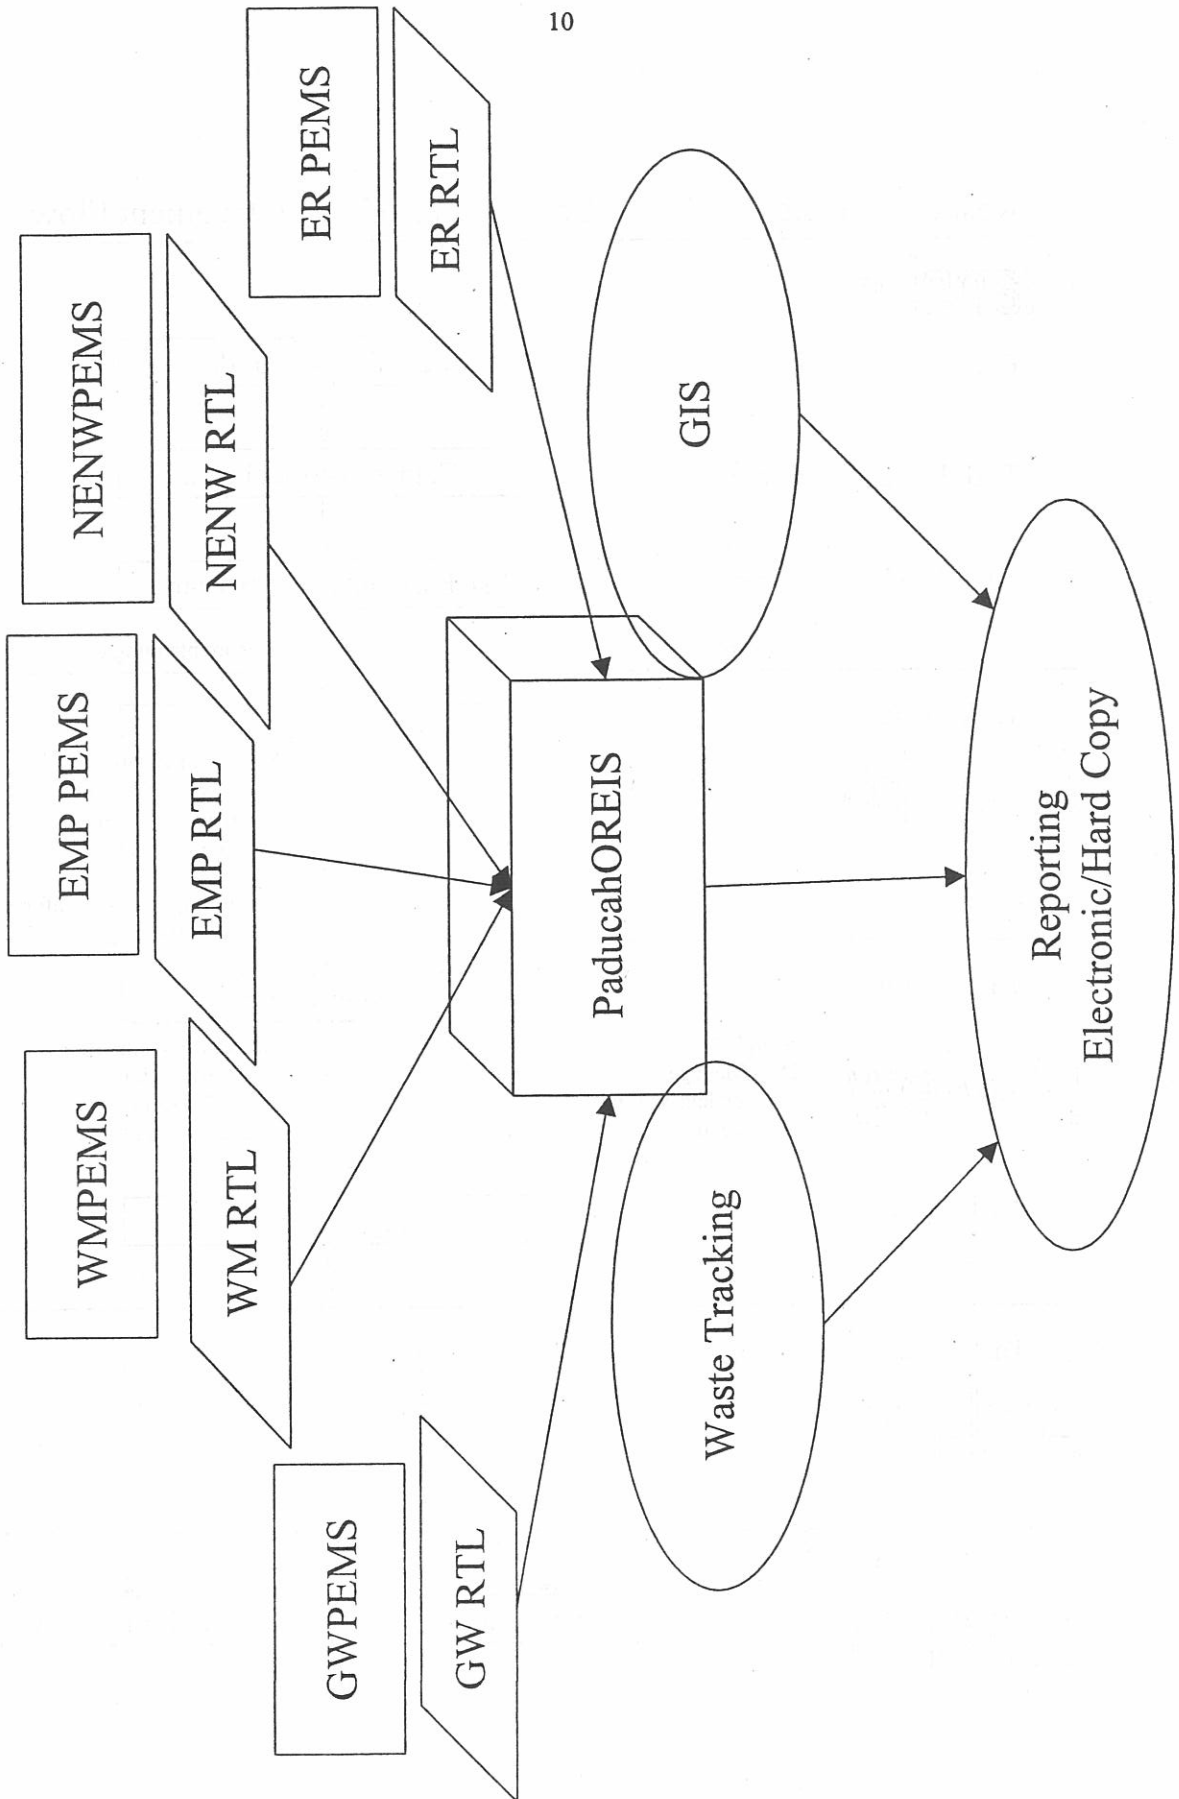 10
GWPEMS
GW RTL
WMPEMS
WM RTL
EMP PEMS
EMP RTL
NENWPEMS
NENW RTL
ER PEMS
ER RTL
PaducahOREIS
Waste Tracking
GIS
Reporting
Electronic/Hard Copy